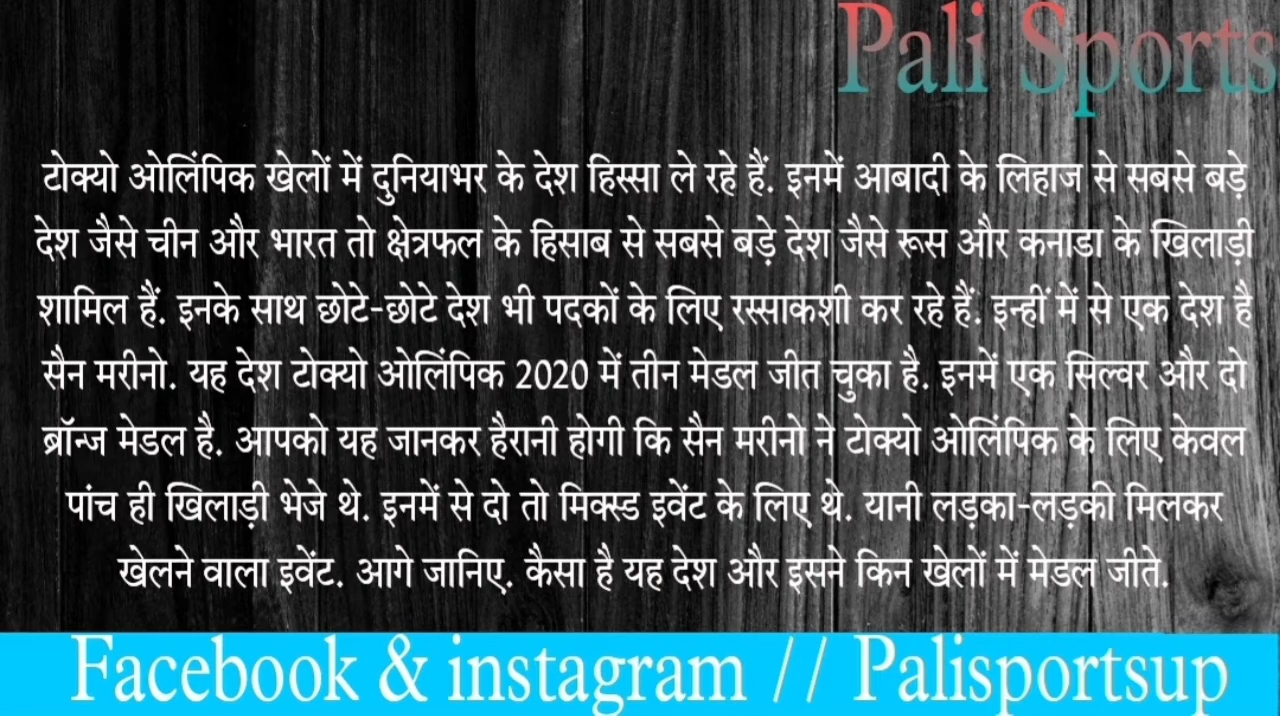 Pali Sports
टोक्यो ओलिंपिक खेलों में दुनियाभर के देश हिस्सा ले रहे हैं. इनमें आबादी के लिहाज से सबसे बड़े
देश जैसे चीन और भारत तो क्षेत्रफल के हिसाब से सबसे बड़े देश जैसे रूस और कनाडा के खिलाड़ी
शामिल हैं. इनके साथ छोटे-छोटे देश भी पदकों के लिए रस्साकशी कर रहे हैं. इन्हीं में से एक देश है
सैन मरीनो. यह देश टोक्यो ओलिंपिक 2020 में तीन मेडल जीत चुका है. इनमें एक सिल्वर और दो
ब्रॉन्ज मेडल है. आपको यह जानकर हैरानी होगी कि सैन मरीनो ने टोक्यो ओलिंपिक के लिए केवल
पांच ही खिलाड़ी भेजे थे. इनमें से दो तो मिक्स्ड इवेंट के लिए थे. यानी लड़का-लड़की मिलकर
खेलने वाला इवेंट. आगे जानिए. कैसा है यह देश और इसने किन खेलों में मेडल जीते.
Facebook & instagram // Palisportsup